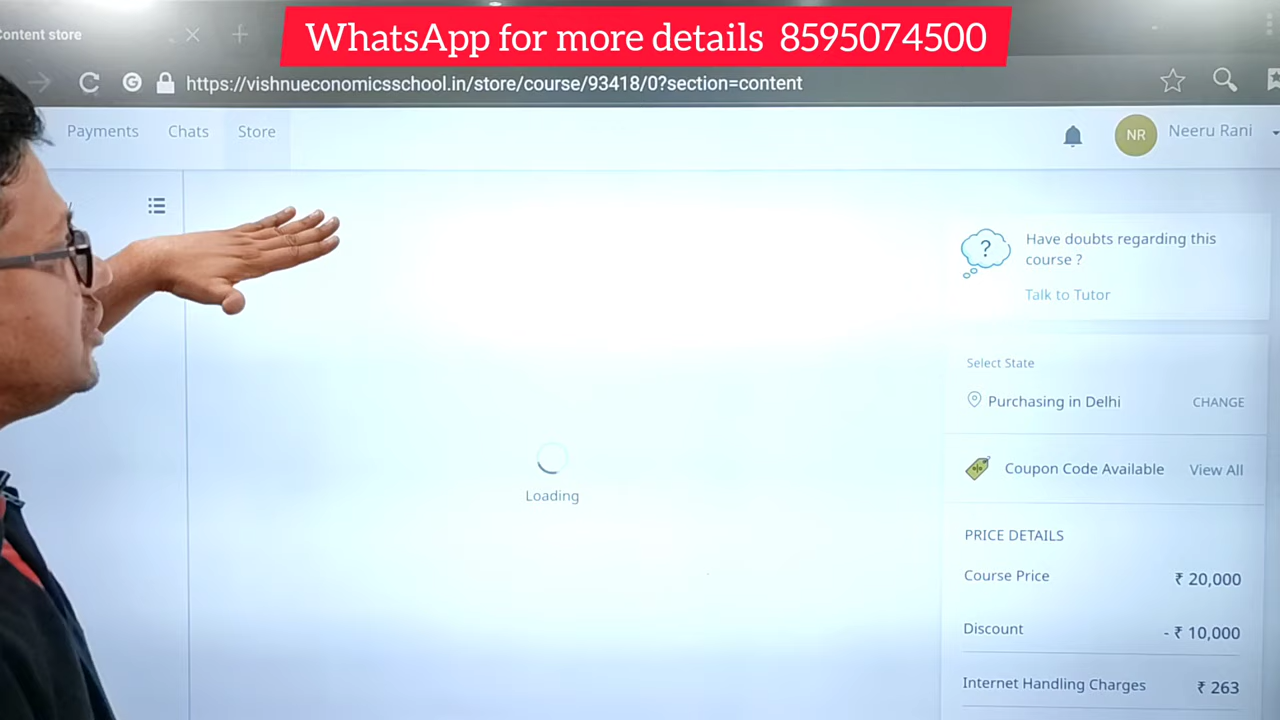 WhatsApp for more details 8595074500
Content store
https://vishnueconomicsschool.in/store/course/93418/0?section=content
Payments Chats Store
NR Neeru Rani
Have doubts regarding this
course ?
Talk to Tutor
Select State
Purchasing in Delhi CHANGE
Coupon Code Available View All
PRICE DETAILS
Course Price ₹ 20,000
Discount - ₹ 10,000
Internet Handling Charges ₹ 263
Loading